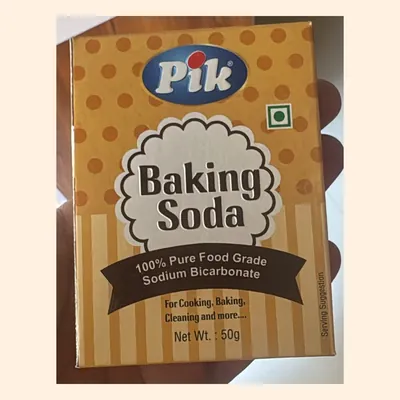 Pik
Baking
Soda
100% Pure Food Grade
Sodium Bicarbonate
For Cooking, Baking,
Cleaning and more....
Net Wt. : 50g
Serving Suggestion